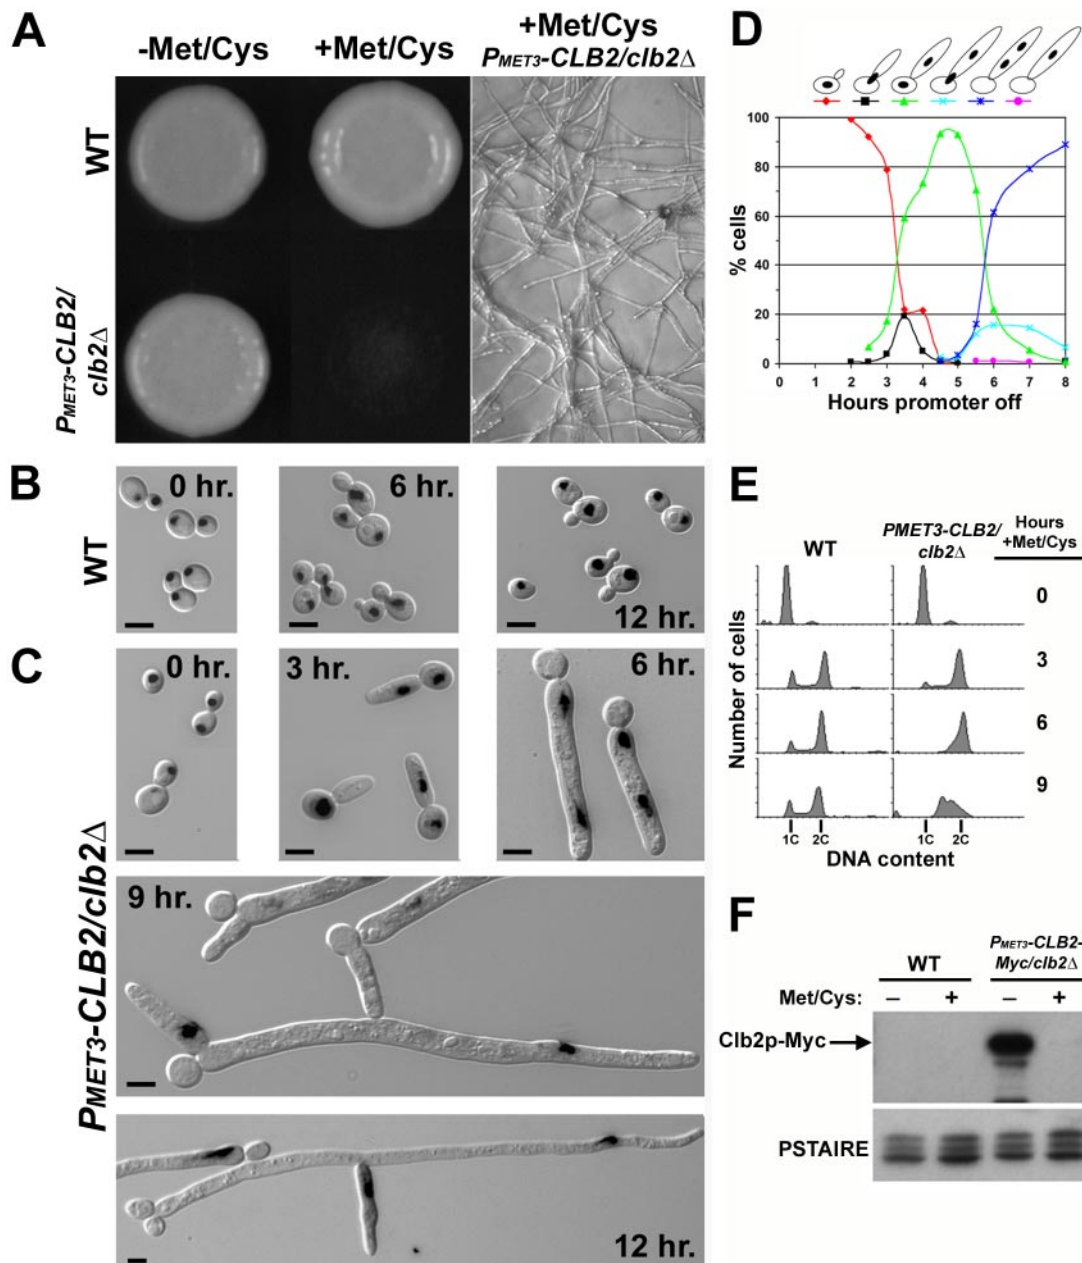 A
-Met/Cys
+Met/Cys
+Met/Cys
PMET3-CLB2/clb2Δ
WT
PMET3-CLB2/
clb2Δ
B
WT
0 hr.
6 hr.
12 hr.
C
PMET3-CLB2/clb2Δ
0 hr.
3 hr.
6 hr.
9 hr.
12 hr.
D
% cells
100
80
60
40
20
0
0 1 2 3 4 5 6 7 8
Hours promoter off
E
WT
PMET3-CLB2/
clb2Δ
Hours
+Met/Cys
Number of cells
0
3
6
9
1C 2C 1C 2C
DNA content
F
WT
PMET3-CLB2-
Myc/clb2Δ
Met/Cys: – + – +
Clb2p-Myc
PSTAIRE